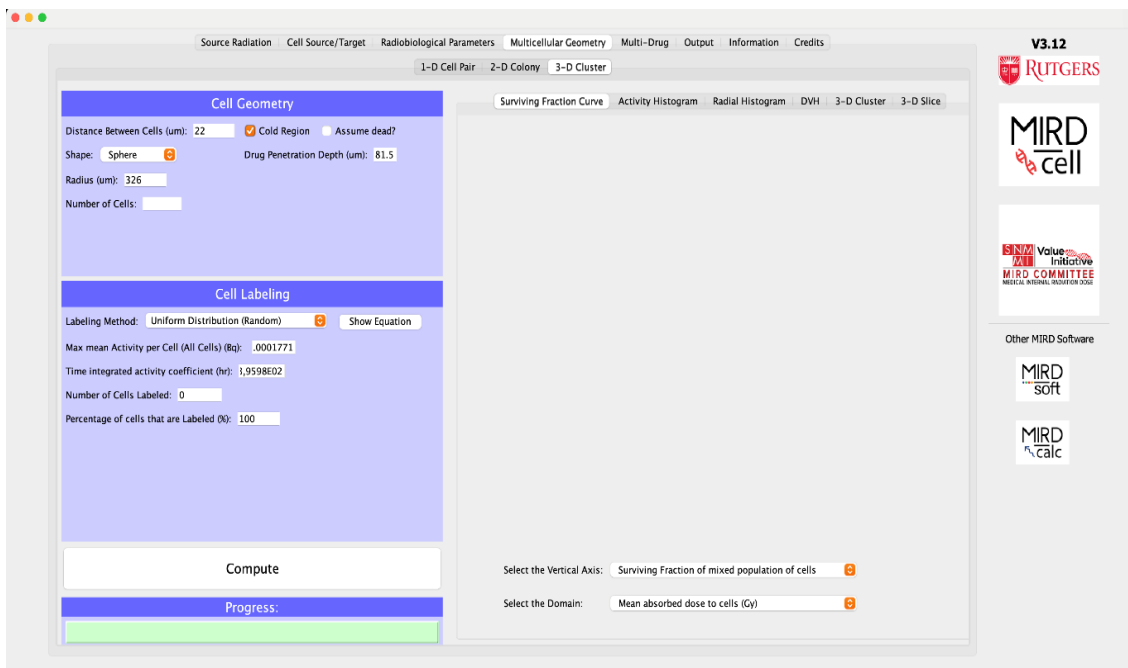 Source Radiation Cell Source/Target Radiobiological Parameters Multicellular Geometry Multi-Drug Output Information Credits
1-D Cell Pair 2-D Colony 3-D Cluster
Cell Geometry
Distance Between Cells (um): 22 Cold Region Assume dead?
Shape: Sphere Drug Penetration Depth (um): 81.5
Radius (um): 326
Number of Cells:
Cell Labeling
Labeling Method: Uniform Distribution (Random) Show Equation
Max mean Activity per Cell (All Cells) (Bq): .0001771
Time integrated activity coefficient (hr): 3,9598E02
Number of Cells Labeled: 0
Percentage of cells that are Labeled (%): 100
Compute
Progress:
Surviving Fraction Curve Activity Histogram Radial Histogram DVH 3-D Cluster 3-D Slice
Select the Vertical Axis: Surviving Fraction of mixed population of cells
Select the Domain: Mean absorbed dose to cells (Gy)
V3.12
RUTGERS
MIRD
cell
SNM
MI
Value
Initiative
MIRD COMMITTEE
MEDICAL INTERNAL RADIATION DOSE
Other MIRD Software
MIRD
soft
MIRD
calc